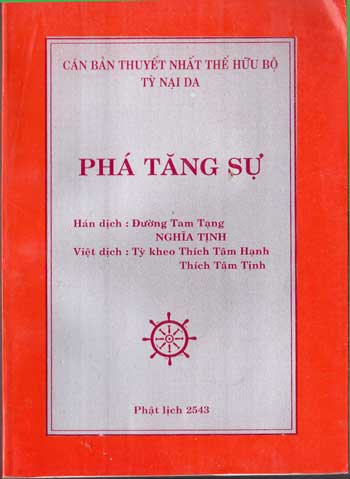 CĂN BẢN THUYẾT NHẤT THẾ HỮU BỘ
TỲ NẠI DA
PHÁ TĂNG SỰ
Hán dịch : Đường Tam Tạng
NGHĨA TỊNH
Việt dịch : Tỳ kheo Thích Tâm Hạnh
Thích Tâm Tịnh
Phật lịch 2543